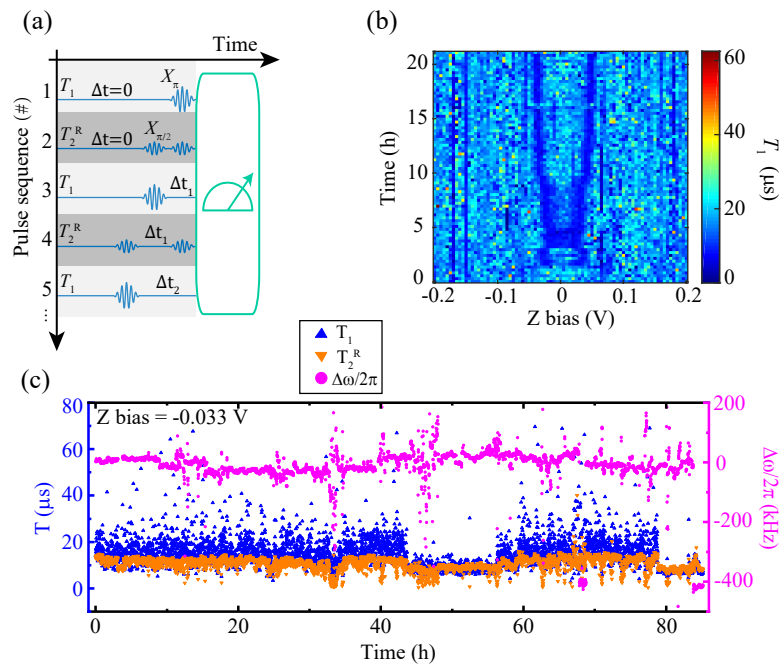 (a)
Time
Pulse sequence (#)
1 T₁ Δt=0 X_π
2 T₂ᴿ Δt=0 X_π/2
3 T₁ Δt₁
4 T₂ᴿ Δt₁
5 T₁ Δt₂
...
(b)
20
15
10
5
0
Time (h)
-0.2 -0.1 0 0.1 0.2
Z bias (V)
60
40
20
0
T₁ (μs)
T₁
T₂ᴿ
Δω/2π
(c)
Z bias = -0.033 V
80
60
40
20
0
T (μs)
200
0
-200
-400
Δω/2π (kHz)
0 20 40 60 80
Time (h)